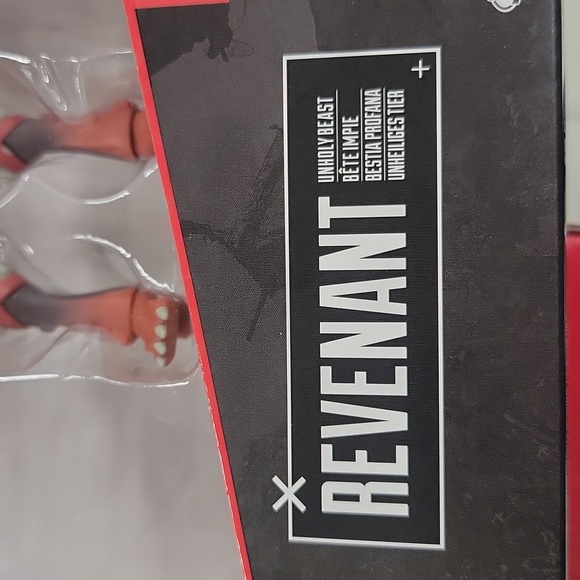 REVENANT
UNHOLY BEAST
BÊTE IMPIE
BESTIA PROFANA
UNHEILIGES TIER